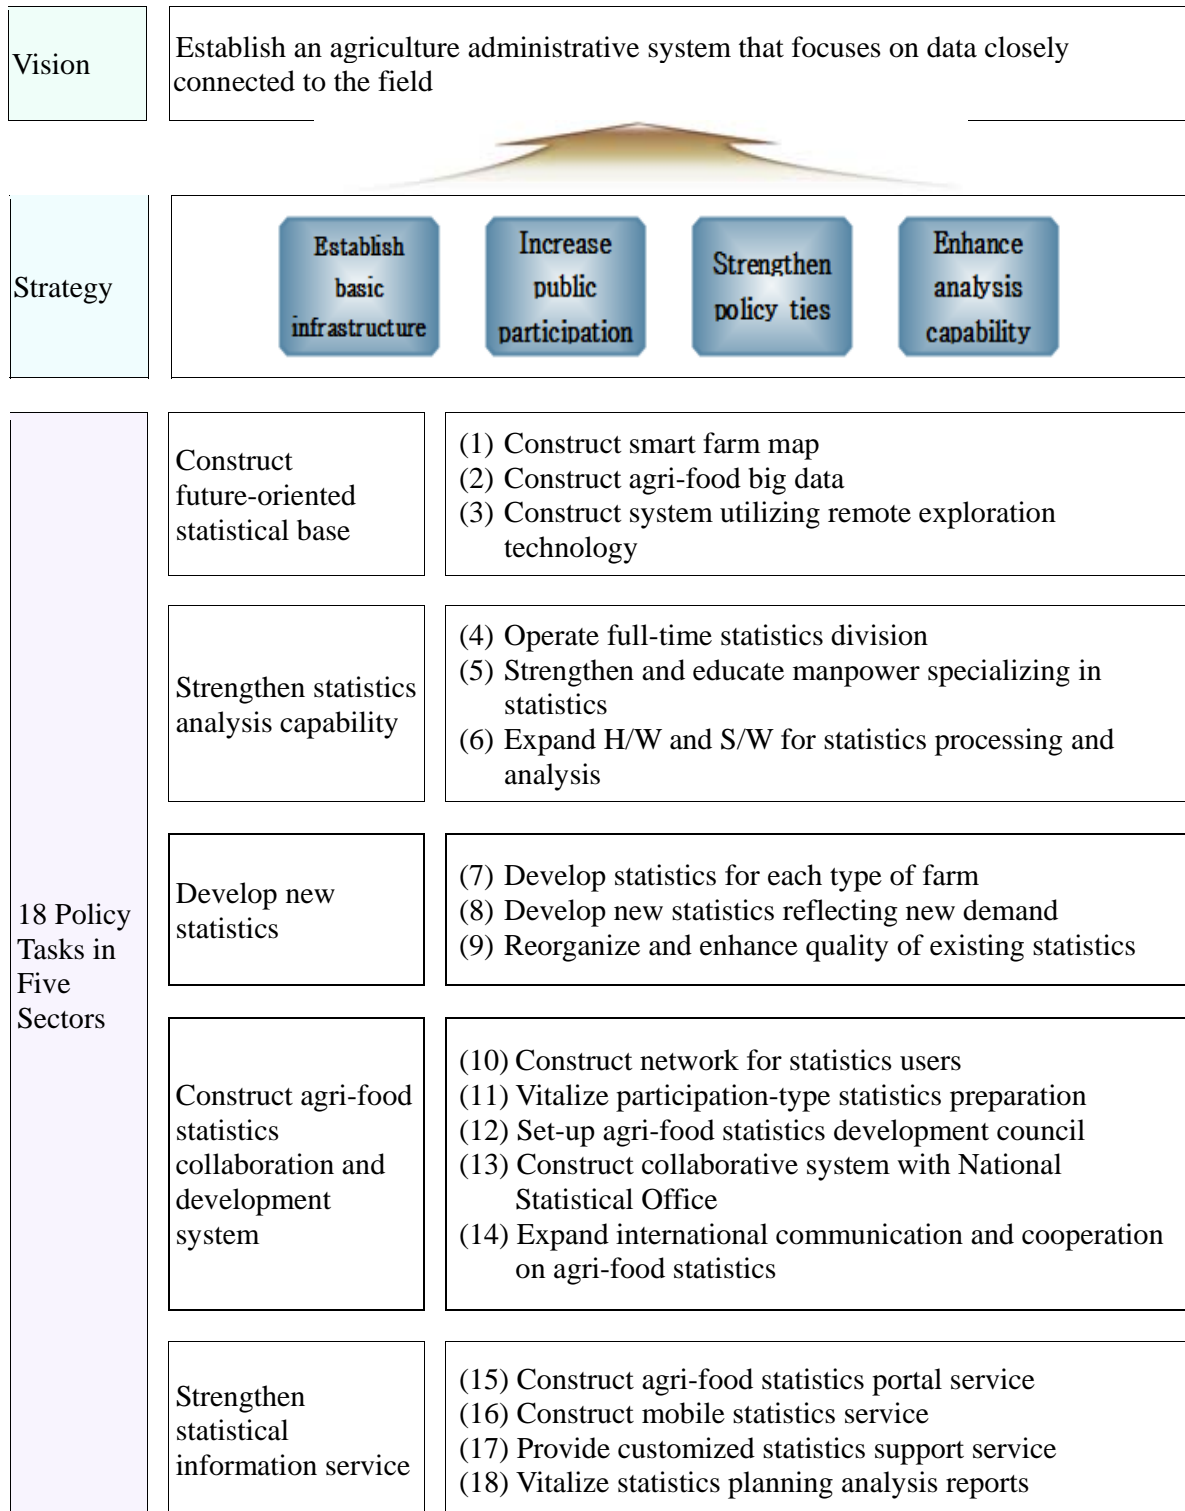 Vision
Establish an agriculture administrative system that focuses on data closely
connected to the field
Strategy
Establish
basic
infrastructure
Increase
public
participation
Strengthen
policy ties
Enhance
analysis
capability
18 Policy
Tasks in
Five
Sectors
Construct
future-oriented
statistical base
(1) Construct smart farm map
(2) Construct agri-food big data
(3) Construct system utilizing remote exploration
technology
Strengthen statistics
analysis capability
(4) Operate full-time statistics division
(5) Strengthen and educate manpower specializing in
statistics
(6) Expand H/W and S/W for statistics processing and
analysis
Develop new
statistics
(7) Develop statistics for each type of farm
(8) Develop new statistics reflecting new demand
(9) Reorganize and enhance quality of existing statistics
Construct agri-food
statistics
collaboration and
development
system
(10) Construct network for statistics users
(11) Vitalize participation-type statistics preparation
(12) Set-up agri-food statistics development council
(13) Construct collaborative system with National
Statistical Office
(14) Expand international communication and cooperation
on agri-food statistics
Strengthen
statistical
information service
(15) Construct agri-food statistics portal service
(16) Construct mobile statistics service
(17) Provide customized statistics support service
(18) Vitalize statistics planning analysis reports